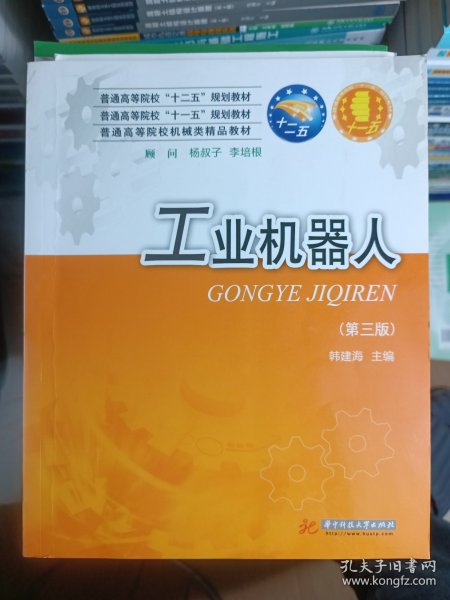 普通高等院校“十二五”规划教材
普通高等院校“十一五”规划教材
普通高等院校机械类精品教材
顾 问 杨叔子 李培根
十二五
十一五
工业机器人
GONGYE JIQIREN
(第三版)
韩建海 主编
华中科技大学出版社
http://www.hustp.com
孔夫子旧书网
www.kongfz.com